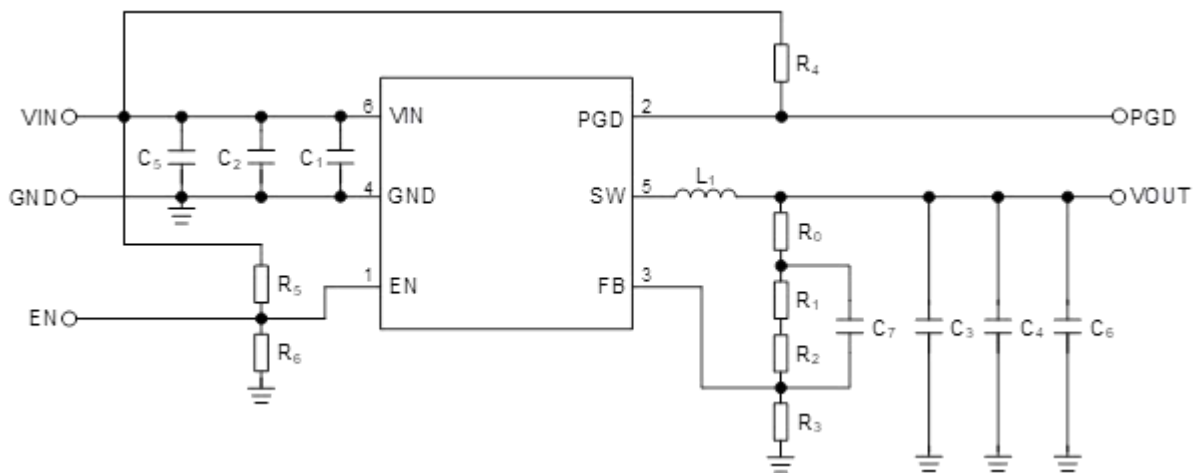 R4
VIN
6
VIN
PGD
2
PGD
C5
C2
C1
GND
4
GND
SW
5
L1
VOUT
R0
R5
1
EN
FB
3
R1
C7
C3
C4
C6
EN
R6
R2
R3